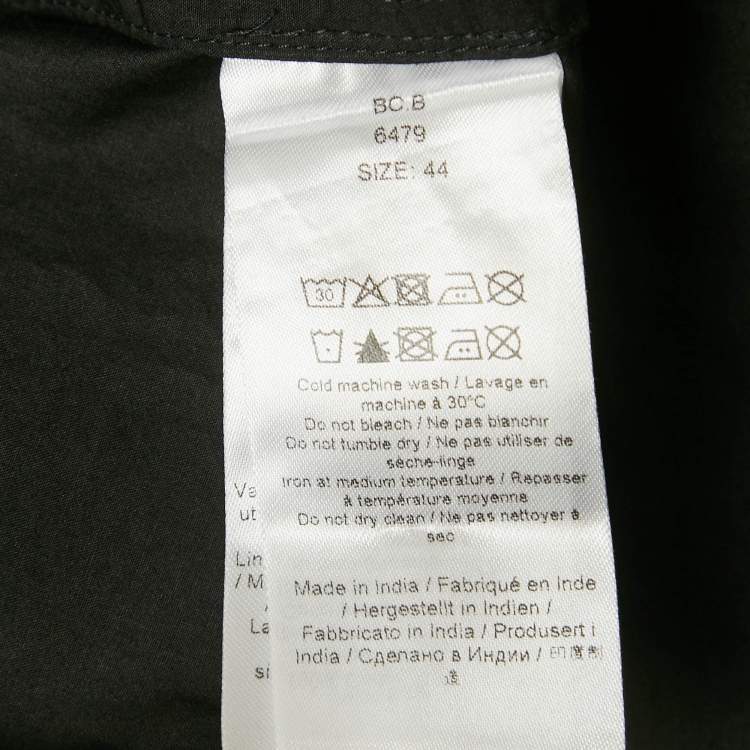 BC.B
6479
SIZE: 44
30
Cold machine wash / Lavage en
machine à 30°C
Do not bleach / Ne pas blanchir
Do not tumble dry / Ne pas utiliser de
sèche-linge
Iron at medium temperature / Repasser
à température moyenne
Do not dry clean / Ne pas nettoyer à
sec
Made in India / Fabriqué en Inde
/ Hergestellt in Indien /
Fabbricato in India / Produsert i
India / Сделано в Индии / 印度制
造